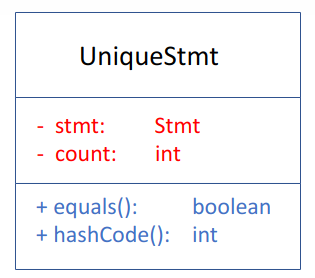 UniqueStmt
- stmt: Stmt
- count: int
+ equals(): boolean
+ hashCode(): int